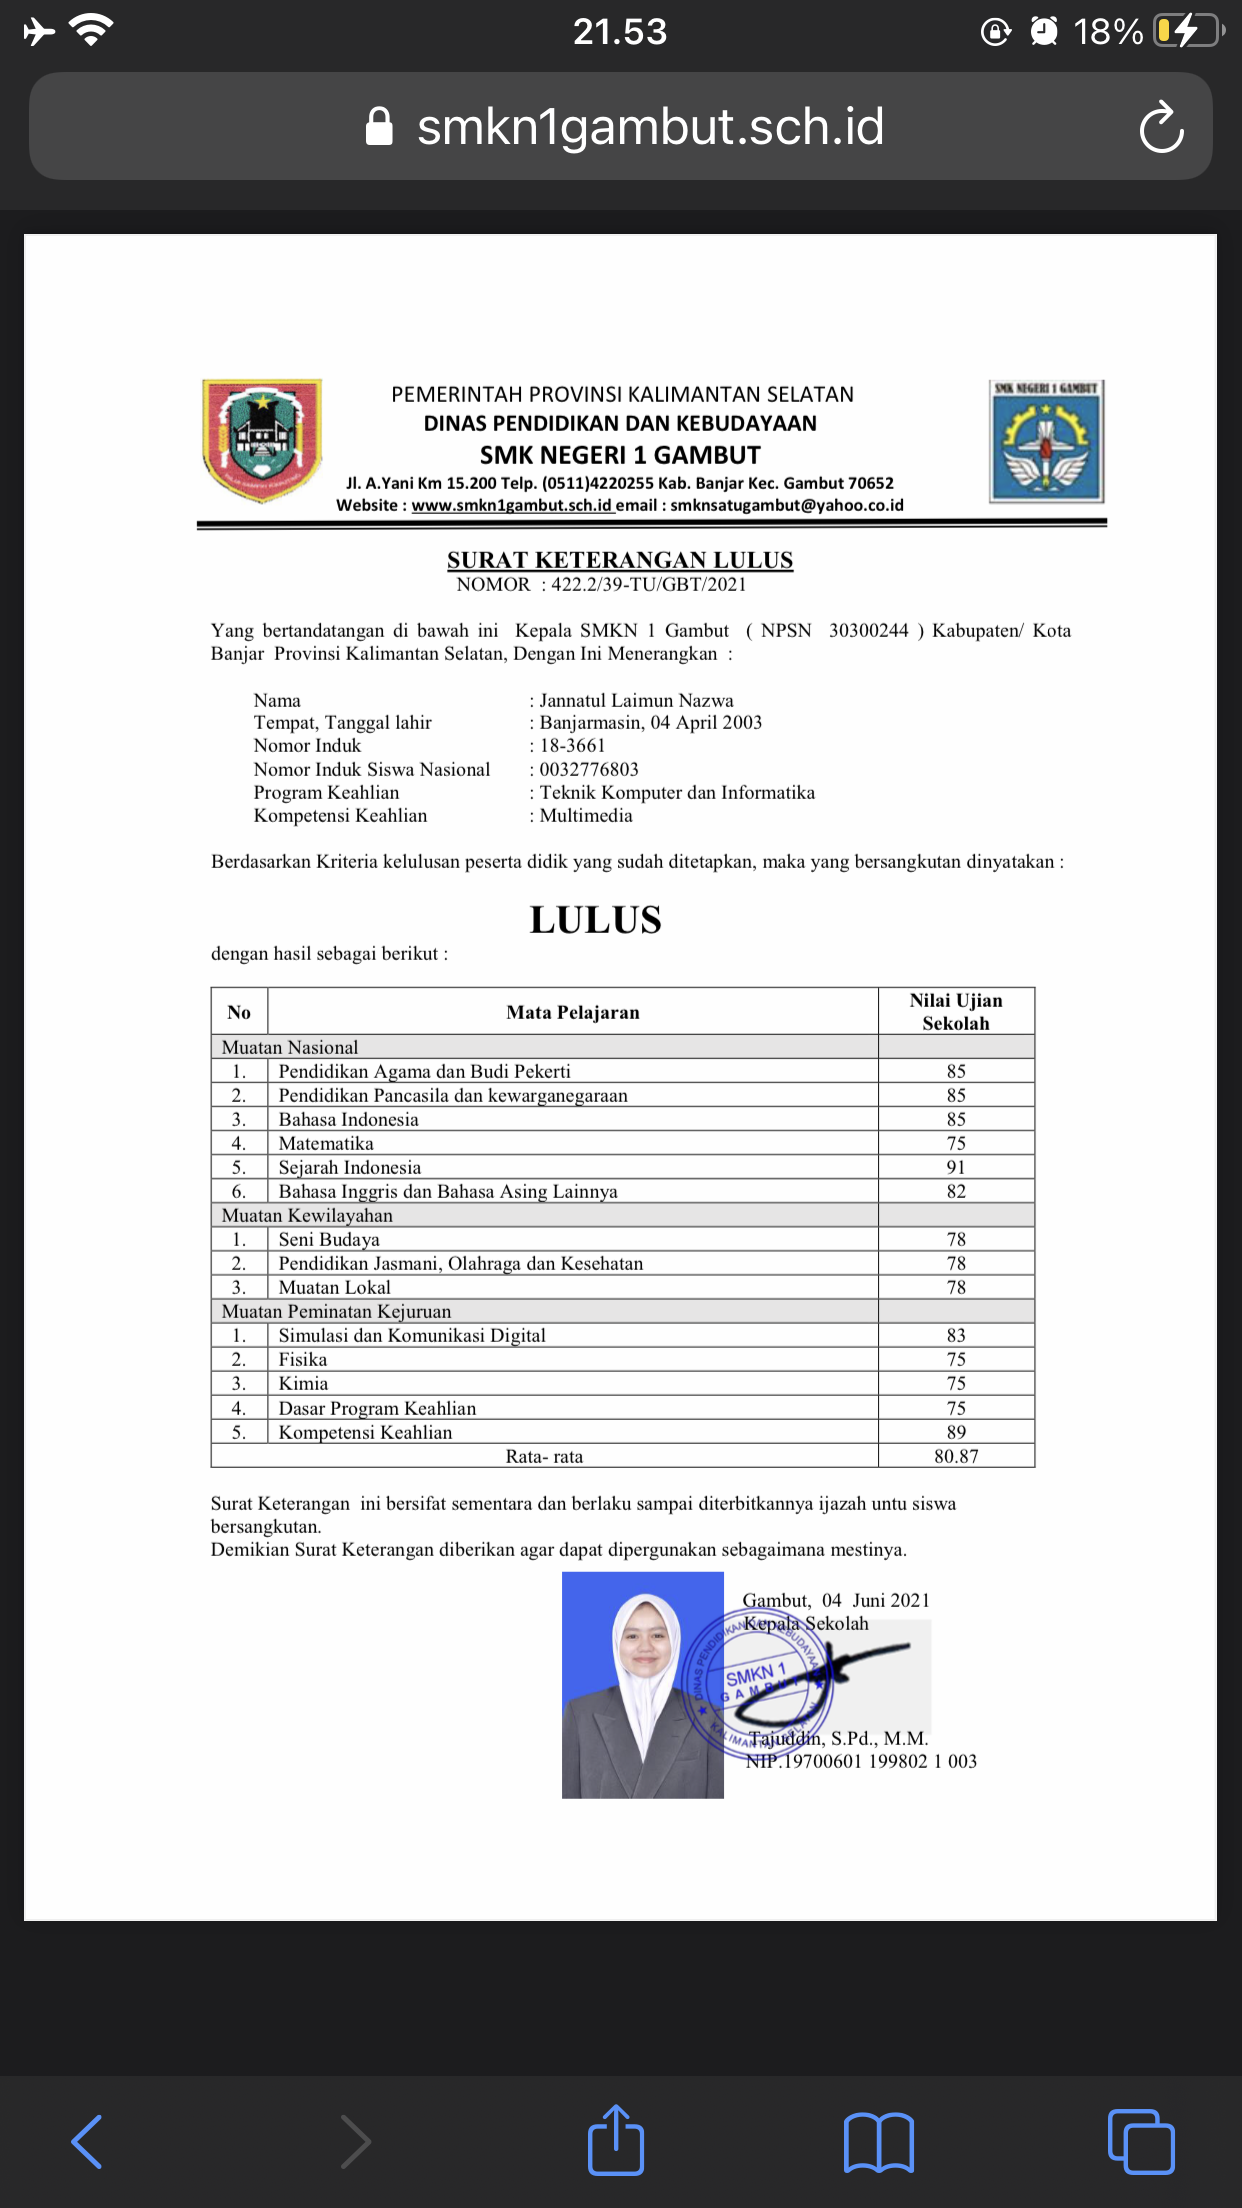 21.53
18%
smkn1gambut.sch.id
SMK NEGERI 1 GAMBUT
PEMERINTAH PROVINSI KALIMANTAN SELATAN
DINAS PENDIDIKAN DAN KEBUDAYAAN
SMK NEGERI 1 GAMBUT
Jl. A.Yani Km 15.200 Telp. (0511)4220255 Kab. Banjar Kec. Gambut 70652
Website : www.smkn1gambut.sch.id email : smknsatugambut@yahoo.co.id
SURAT KETERANGAN LULUS
NOMOR : 422.2/39-TU/GBT/2021
Yang bertandatangan di bawah ini Kepala SMKN 1 Gambut ( NPSN 30300244 ) Kabupaten/ Kota
Banjar Provinsi Kalimantan Selatan, Dengan Ini Menerangkan :
Nama : Jannatul Laimun Nazwa
Tempat, Tanggal lahir : Banjarmasin, 04 April 2003
Nomor Induk : 18-3661
Nomor Induk Siswa Nasional : 0032776803
Program Keahlian : Teknik Komputer dan Informatika
Kompetensi Keahlian : Multimedia
Berdasarkan Kriteria kelulusan peserta didik yang sudah ditetapkan, maka yang bersangkutan dinyatakan :
LULUS
dengan hasil sebagai berikut :
No Mata Pelajaran Nilai Ujian Sekolah
Muatan Nasional
1. Pendidikan Agama dan Budi Pekerti 85
2. Pendidikan Pancasila dan kewarganegaraan 85
3. Bahasa Indonesia 85
4. Matematika 75
5. Sejarah Indonesia 91
6. Bahasa Inggris dan Bahasa Asing Lainnya 82
Muatan Kewilayahan
1. Seni Budaya 78
2. Pendidikan Jasmani, Olahraga dan Kesehatan 78
3. Muatan Lokal 78
Muatan Peminatan Kejuruan
1. Simulasi dan Komunikasi Digital 83
2. Fisika 75
3. Kimia 75
4. Dasar Program Keahlian 75
5. Kompetensi Keahlian 89
Rata- rata 80.87
Surat Keterangan ini bersifat sementara dan berlaku sampai diterbitkannya ijazah untu siswa
bersangkutan.
Demikian Surat Keterangan diberikan agar dapat dipergunakan sebagaimana mestinya.
Gambut, 04 Juni 2021
Kepala Sekolah
DINAS PENDIDIKAN DAN KEBUDAYAAN
SMKN 1
GAMBUT
KALIMANTAN SELATAN
Tajuddin, S.Pd., M.M.
NIP.19700601 199802 1 003